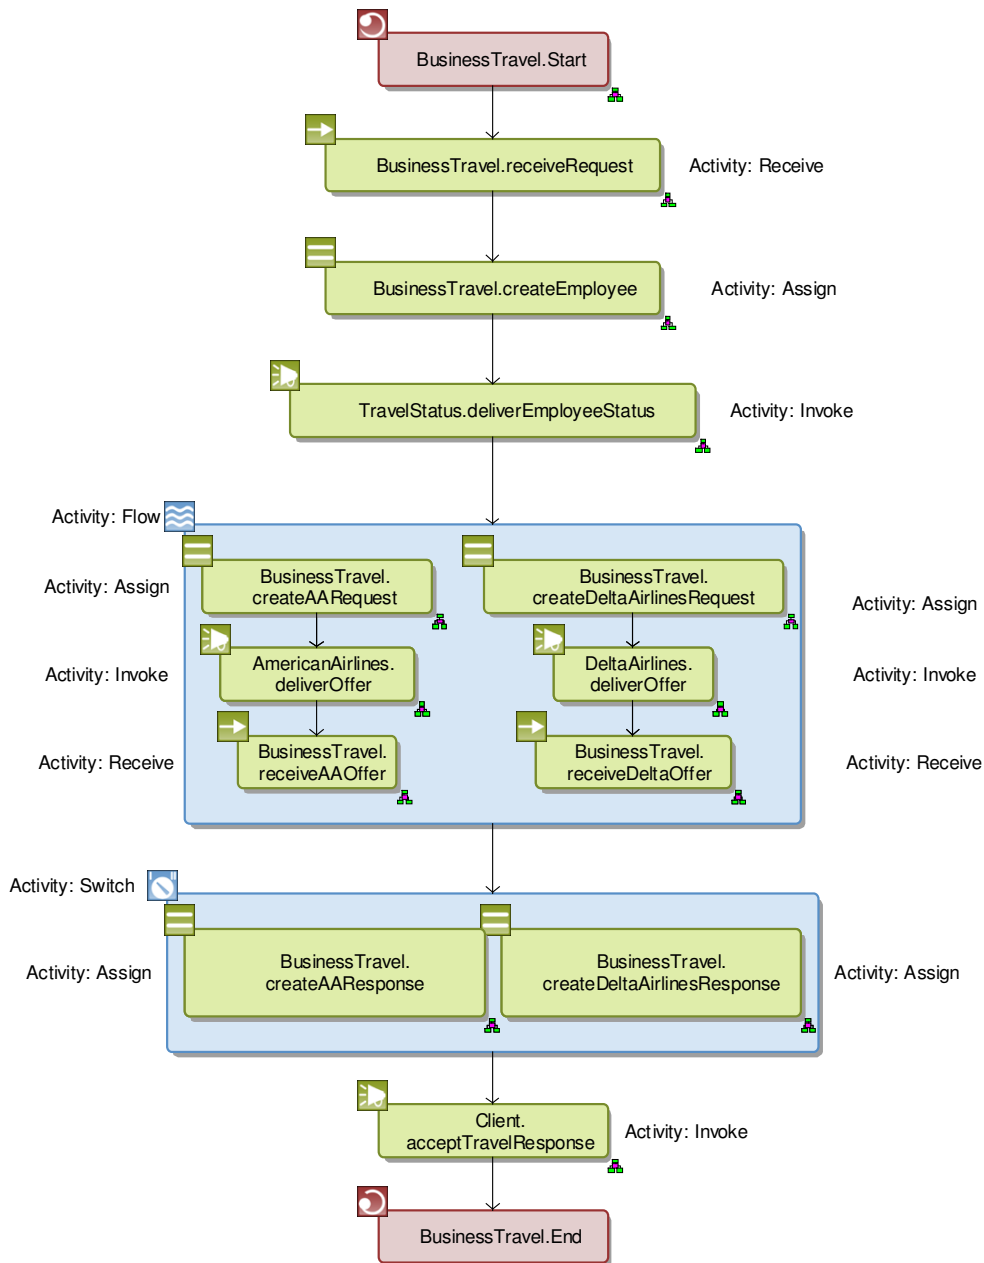 BusinessTravel.Start
BusinessTravel.receiveRequest
Activity: Receive
BusinessTravel.createEmployee
Activity: Assign
TravelStatus.deliverEmployeeStatus
Activity: Invoke
Activity: Flow
Activity: Assign
BusinessTravel.
createAARequest
BusinessTravel.
createDeltaAirlinesRequest
Activity: Assign
Activity: Invoke
AmericanAirlines.
deliverOffer
DeltaAirlines.
deliverOffer
Activity: Invoke
Activity: Receive
BusinessTravel.
receiveAAOffer
BusinessTravel.
receiveDeltaOffer
Activity: Receive
Activity: Switch
Activity: Assign
BusinessTravel.
createAAResponse
BusinessTravel.
createDeltaAirlinesResponse
Activity: Assign
Client.
acceptTravelResponse
Activity: Invoke
BusinessTravel.End